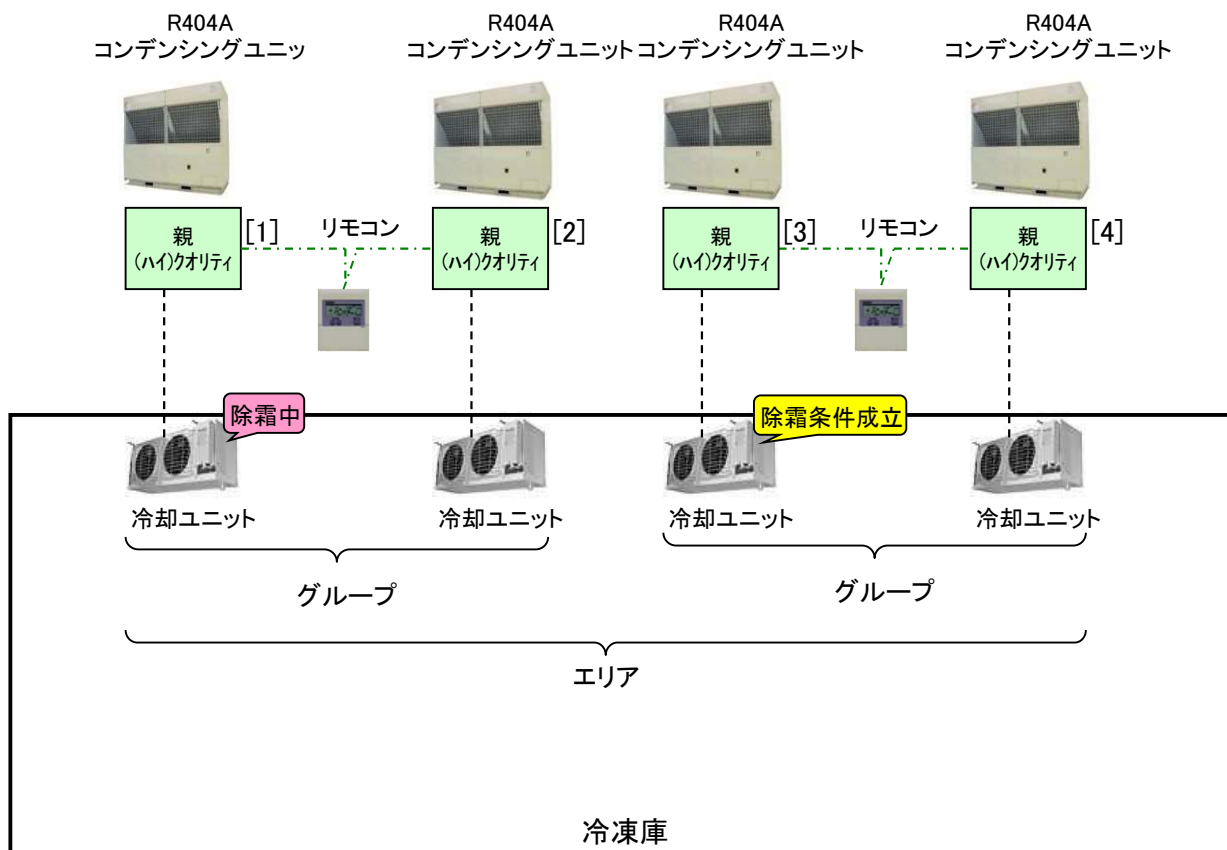 R404A
コンデンシングユニッ
R404A
コンデンシングユニット
R404A
コンデンシングユニット
R404A
コンデンシングユニット
親
(ハイ)クオリティ
[1]
リモコン
親
(ハイ)クオリティ
[2]
親
(ハイ)クオリティ
[3]
リモコン
親
(ハイ)クオリティ
[4]
除霜中
除霜条件成立
冷却ユニット
冷却ユニット
冷却ユニット
冷却ユニット
グループ
グループ
エリア
冷凍庫